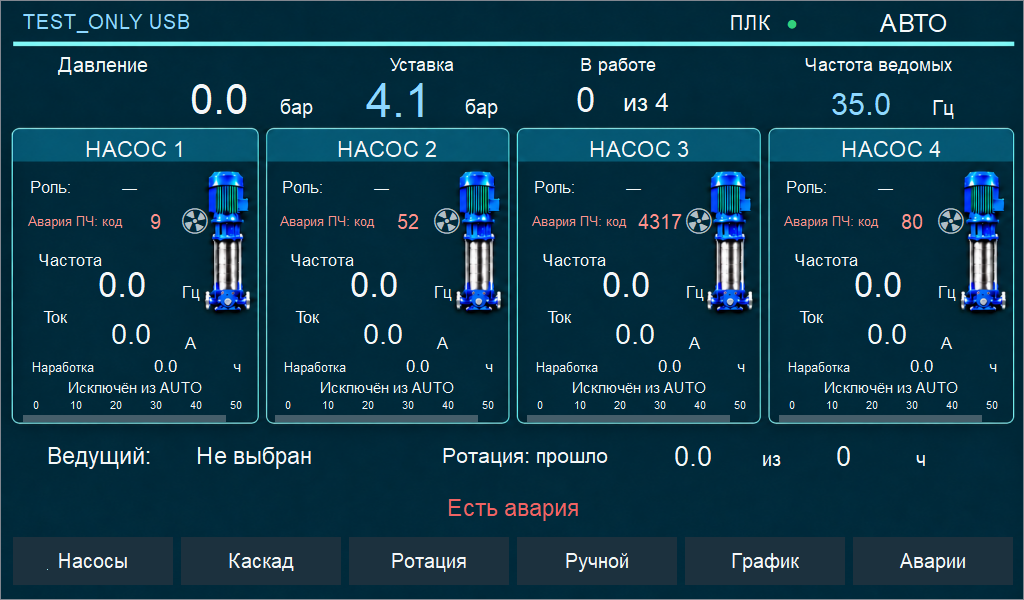 TEST_ONLY USB ПЛК АВТО
Давление Уставка В работе Частота ведомых
0.0 бар 4.1 бар 0 из 4 35.0 Гц
НАСОС 1
Роль: —
Авария ПЧ: код 9
Частота
0.0 Гц
Ток
0.0 А
Наработка 0.0 ч
Исключён из AUTO
0 10 20 30 40 50
НАСОС 2
Роль: —
Авария ПЧ: код 52
Частота
0.0 Гц
Ток
0.0 А
Наработка 0.0 ч
Исключён из AUTO
0 10 20 30 40 50
НАСОС 3
Роль: —
Авария ПЧ: код 4317
Частота
0.0 Гц
Ток
0.0 А
Наработка 0.0 ч
Исключён из AUTO
0 10 20 30 40 50
НАСОС 4
Роль: —
Авария ПЧ: код 80
Частота
0.0 Гц
Ток
0.0 А
Наработка 0.0 ч
Исключён из AUTO
0 10 20 30 40 50
Ведущий: Не выбран Ротация: прошло 0.0 из 0 ч
Есть авария
Насосы Каскад Ротация Ручной График Аварии